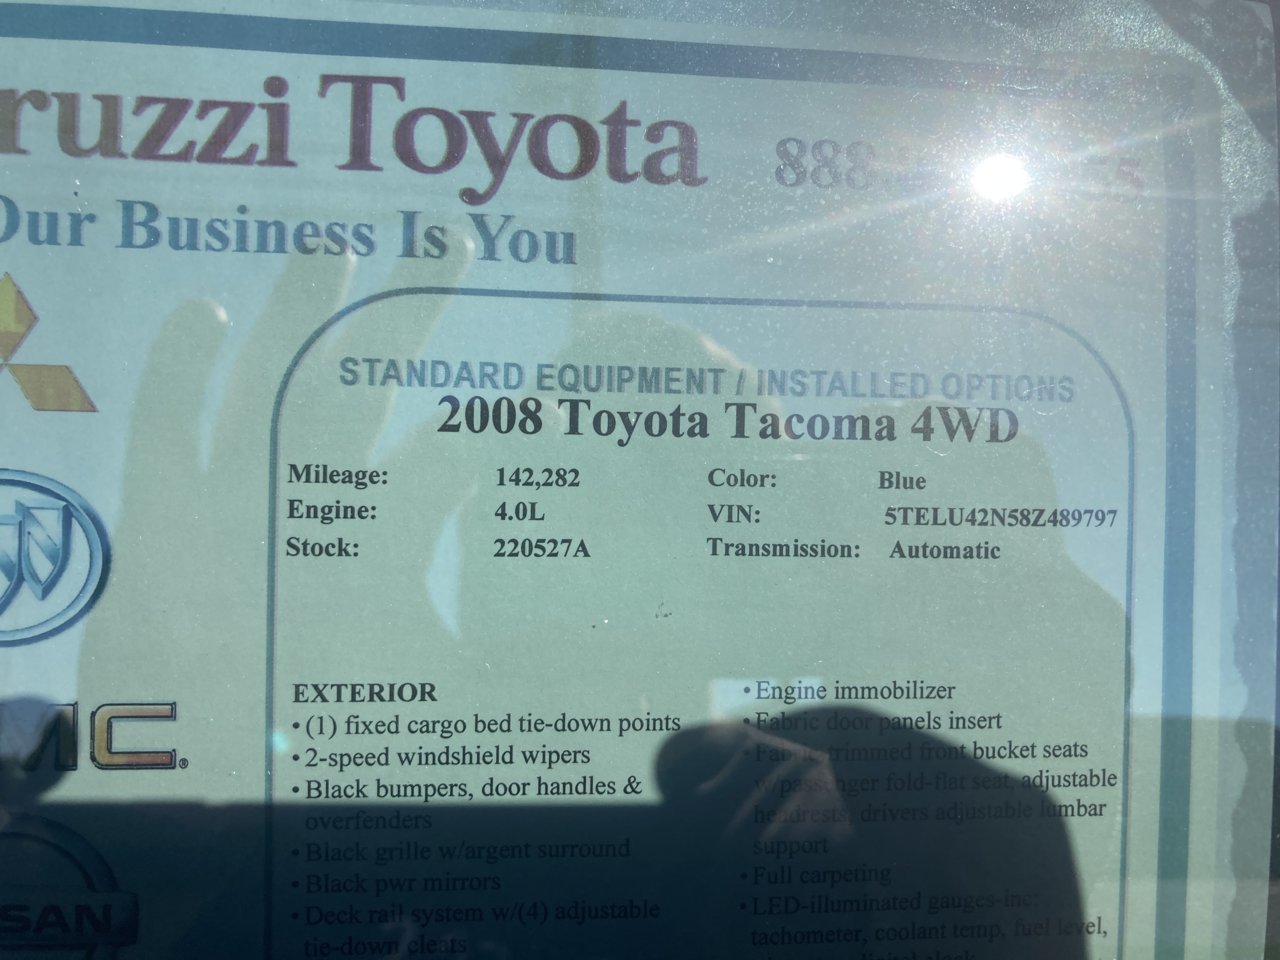 ruzzi Toyota 888
Our Business Is You
STANDARD EQUIPMENT / INSTALLED OPTIONS
2008 Toyota Tacoma 4WD
Mileage: 142,282 Color: Blue
Engine: 4.0L VIN: 5TELU42N58Z489797
Stock: 220527A Transmission: Automatic
EXTERIOR
• (1) fixed cargo bed tie-down points
• 2-speed windshield wipers
• Black bumpers, door handles &
overfenders
• Black grille w/argent surround
• Black pwr mirrors
• Deck rail system w/(4) adjustable
tie-down cleats
• Engine immobilizer
• Fabric door panels insert
• Fabric trimmed front bucket seats
w/passenger fold-flat seat, adjustable
headrests, drivers adjustable lumbar
support
• Full carpeting
• LED-illuminated gauges-inc:
tachometer, coolant temp, fuel level,
MC
SAN